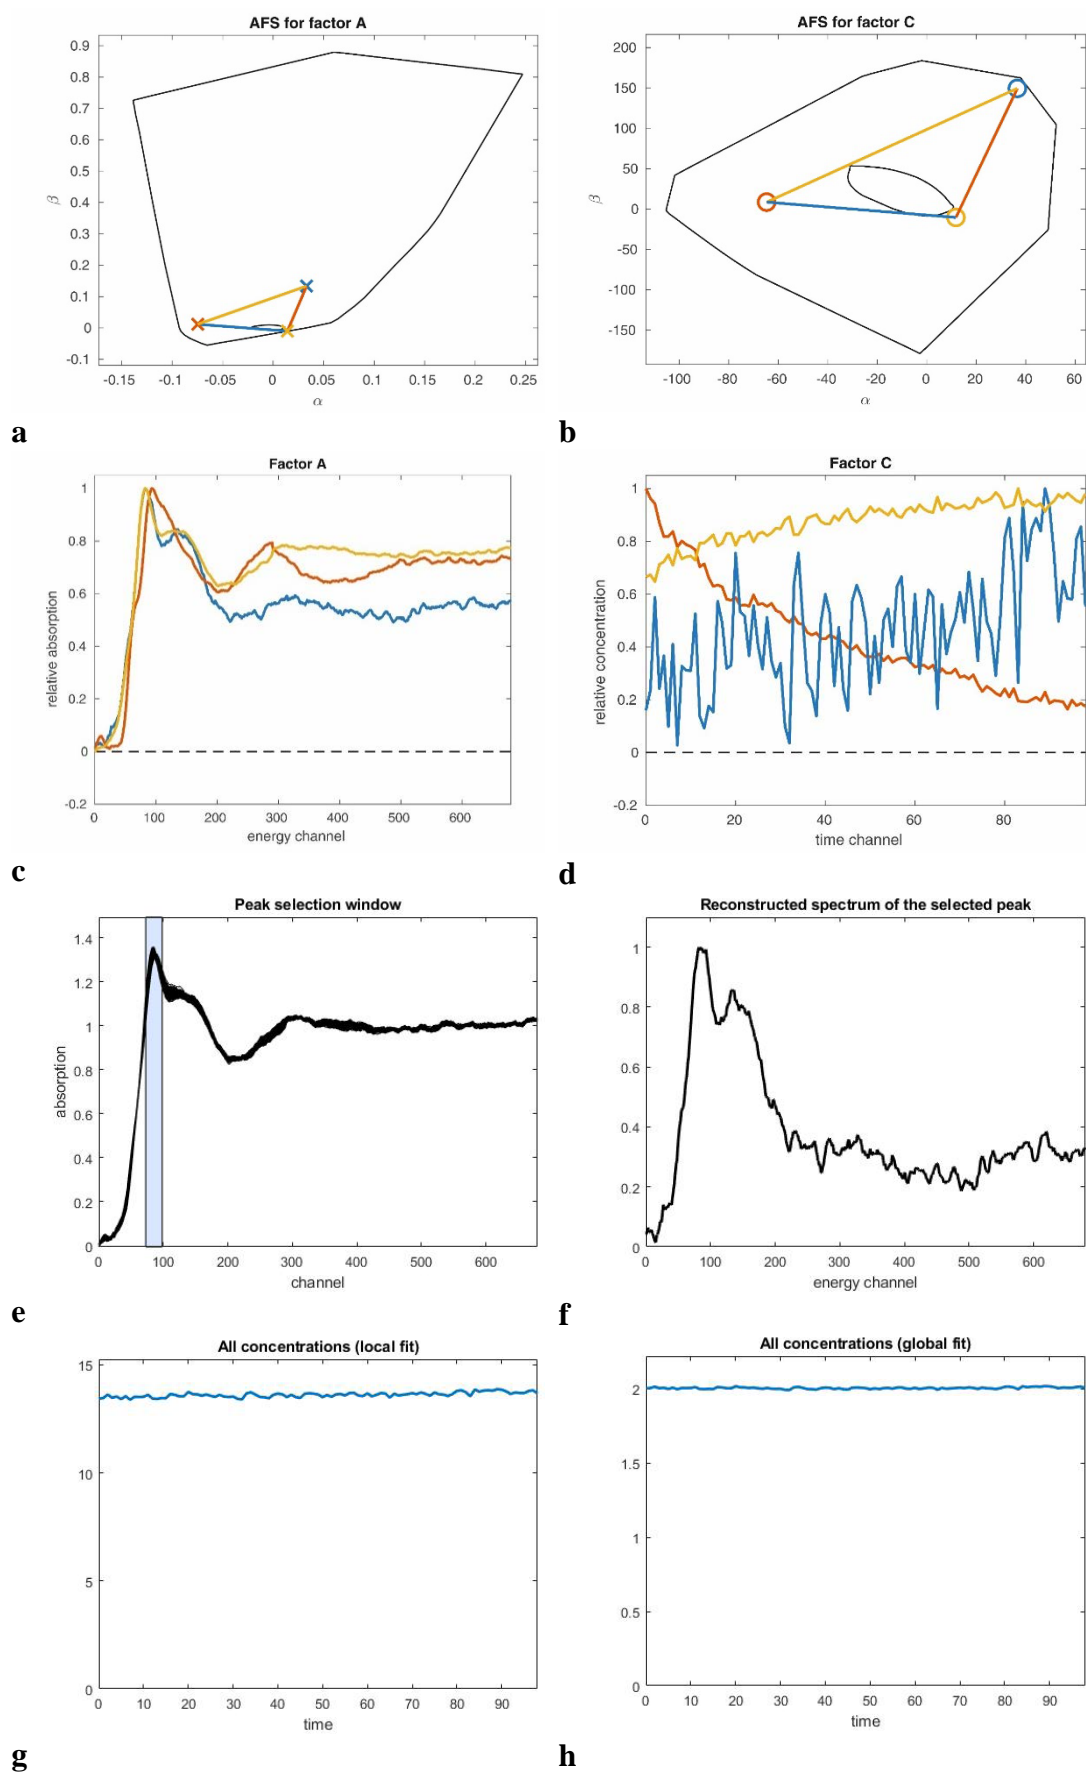 AFS for factor A
0.9
0.8
0.7
0.6
0.5
0.4
0.3
0.2
0.1
0
-0.1
β
-0.15 -0.1 -0.05 0 0.05 0.1 0.15 0.2 0.25
α
a
AFS for factor C
200
150
100
50
0
-50
-100
-150
β
-100 -80 -60 -40 -20 0 20 40 60
α
b
Factor A
1
0.8
0.6
0.4
0.2
0
-0.2
relative absorption
0 100 200 300 400 500 600
energy channel
c
Factor C
1
0.8
0.6
0.4
0.2
0
-0.2
relative concentration
0 20 40 60 80
time channel
d
Peak selection window
1.4
1.2
1
0.8
0.6
0.4
0.2
0
absorption
0 100 200 300 400 500 600
channel
e
Reconstructed spectrum of the selected peak
1
0.8
0.6
0.4
0.2
0
0 100 200 300 400 500 600
energy channel
f
All concentrations (local fit)
15
10
5
0
0 10 20 30 40 50 60 70 80 90
time
g
All concentrations (global fit)
2
1.5
1
0.5
0
0 10 20 30 40 50 60 70 80 90
time
h